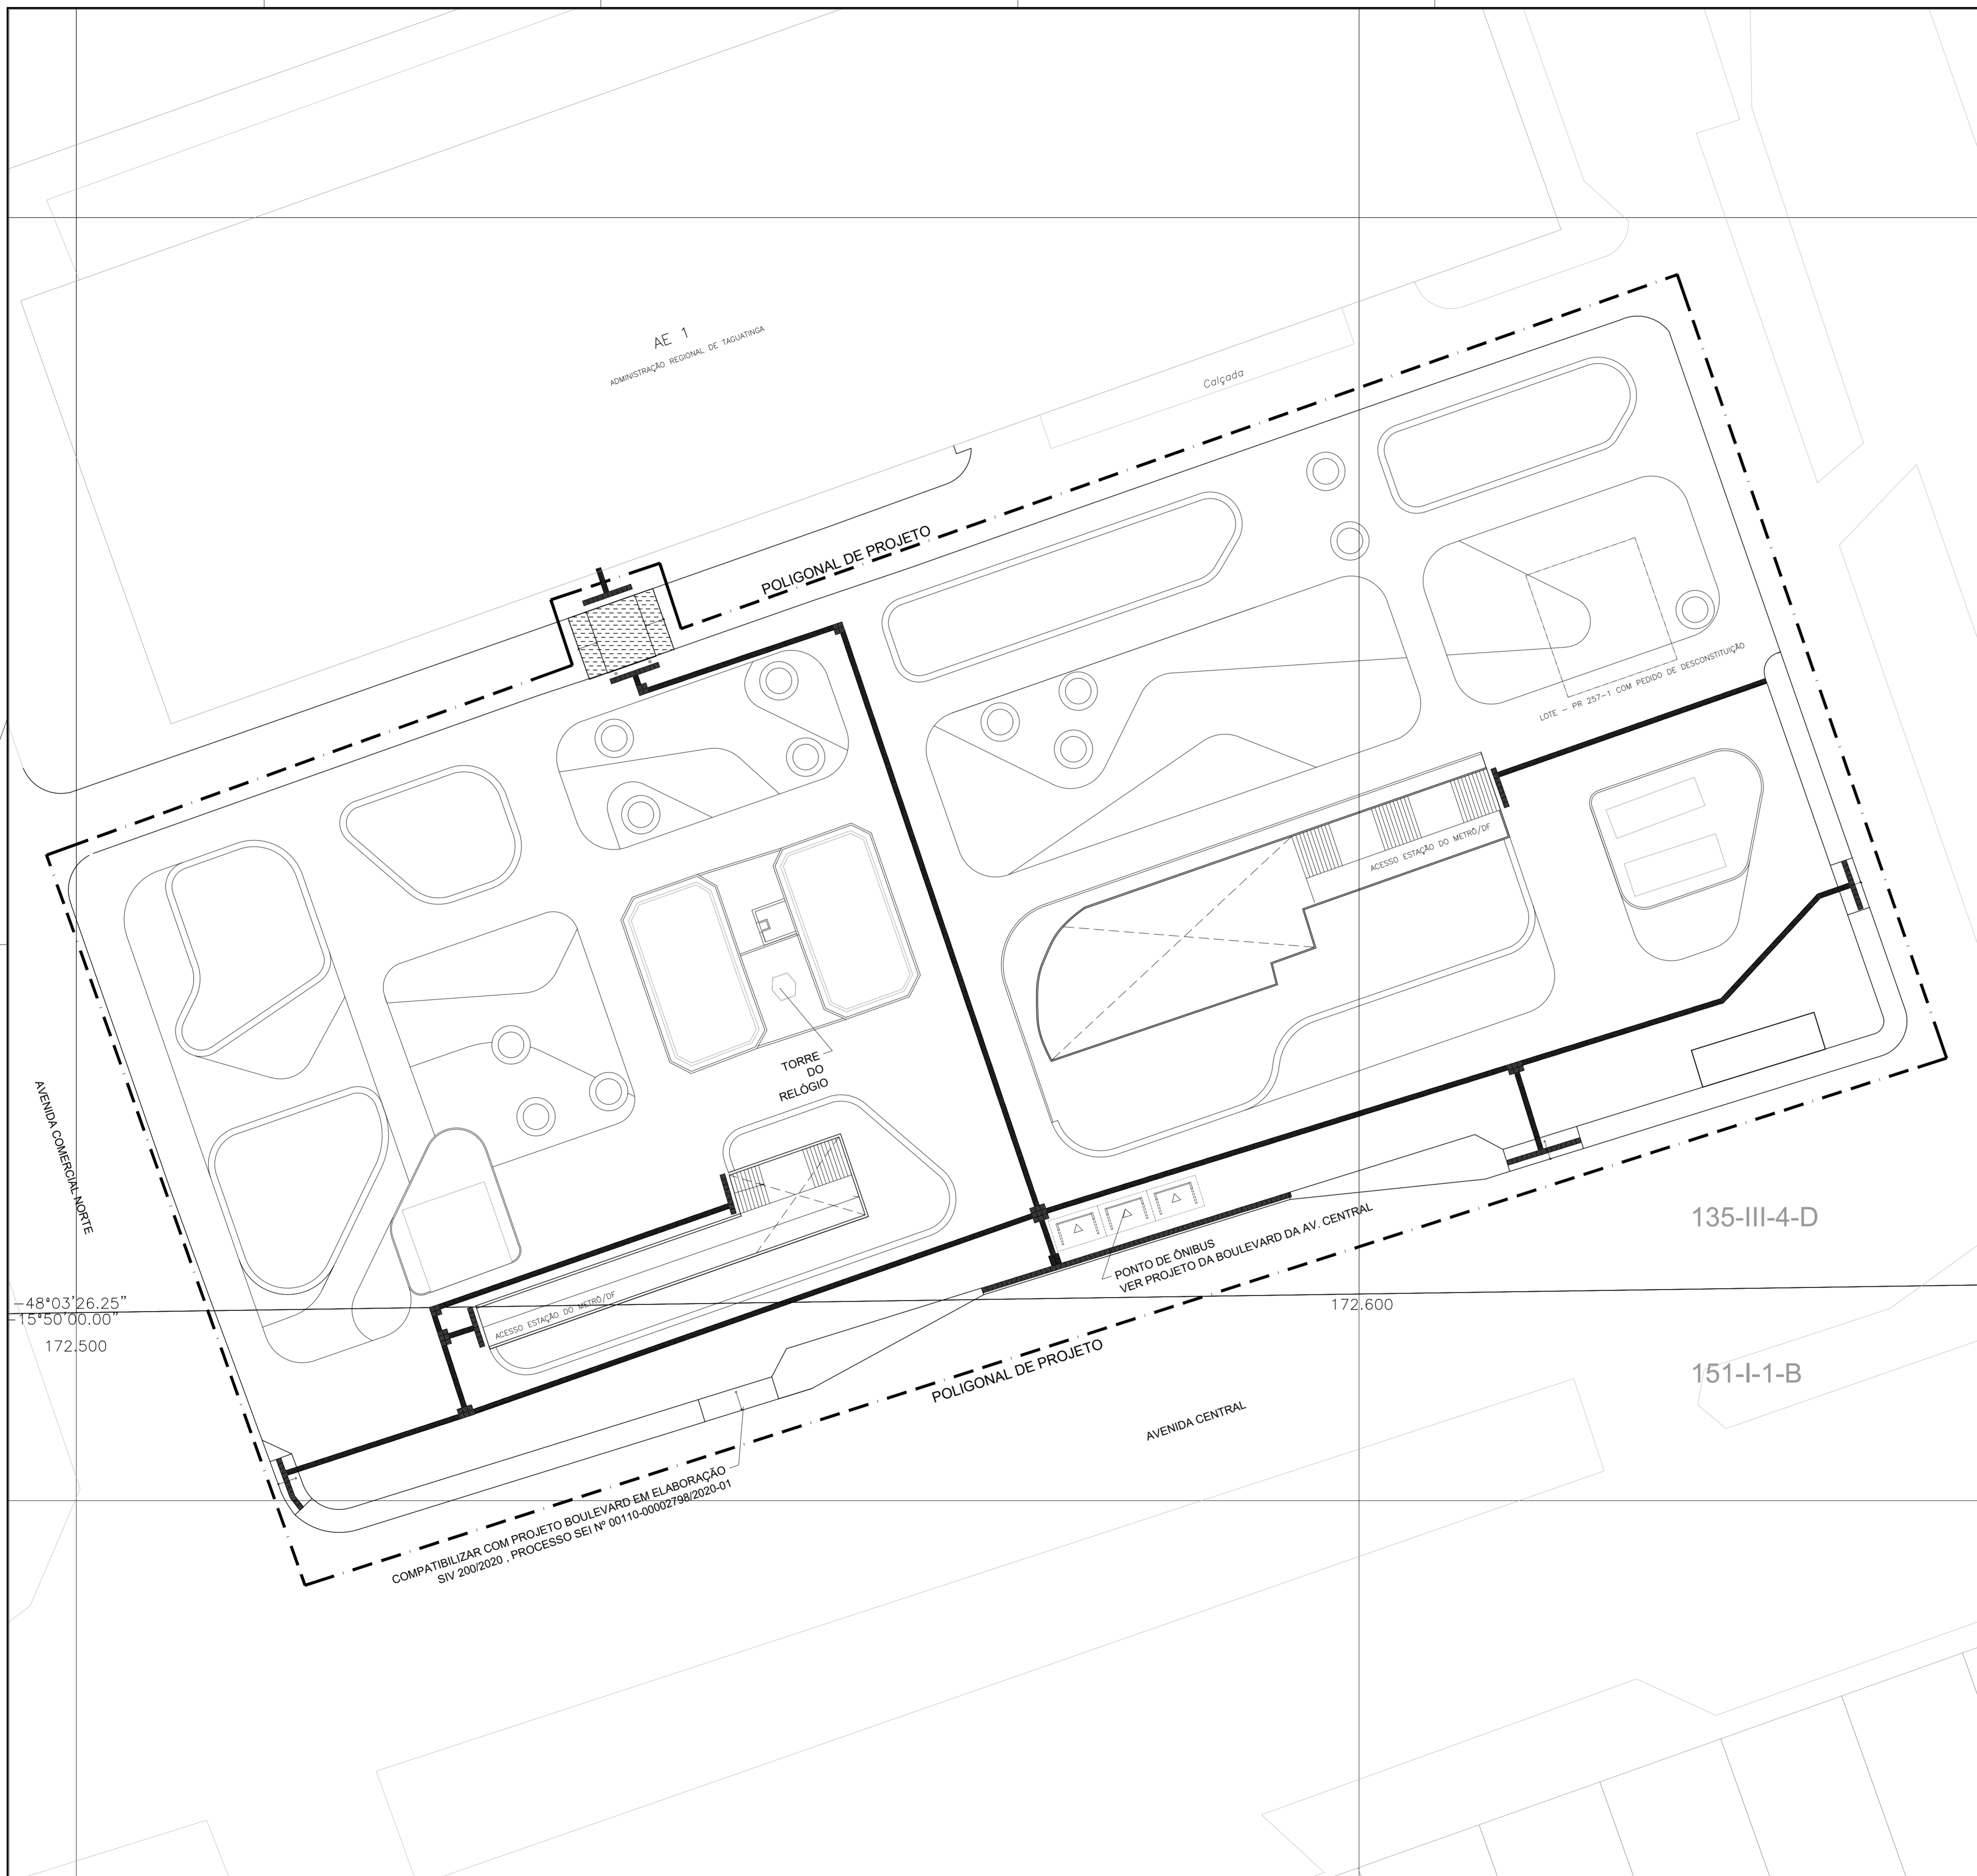 AE 1
ADMINISTRAÇÃO REGIONAL DE TAGUATINGA
Calçada
POLIGONAL DE PROJETO
LOTE - PR 257-1 COM PEDIDO DE DESCONSTITUIÇÃO
ACESSO ESTAÇÃO DO METRÔ/DF
TORRE
DO
RELÓGIO
AVENIDA COMERCIAL NORTE
135-III-4-D
PONTO DE ÔNIBUS
VER PROJETO DA BOULEVARD DA AV. CENTRAL
-48°03'26.25"
-15°50'00.00"
172.500
172.600
ACESSO ESTAÇÃO DO METRÔ/DF
POLIGONAL DE PROJETO
151-I-1-B
AVENIDA CENTRAL
COMPATIBILIZAR COM PROJETO BOULEVARD EM ELABORAÇÃO
SIV 200/2020 , PROCESSO SEI Nº 00110-00002798/2020-01